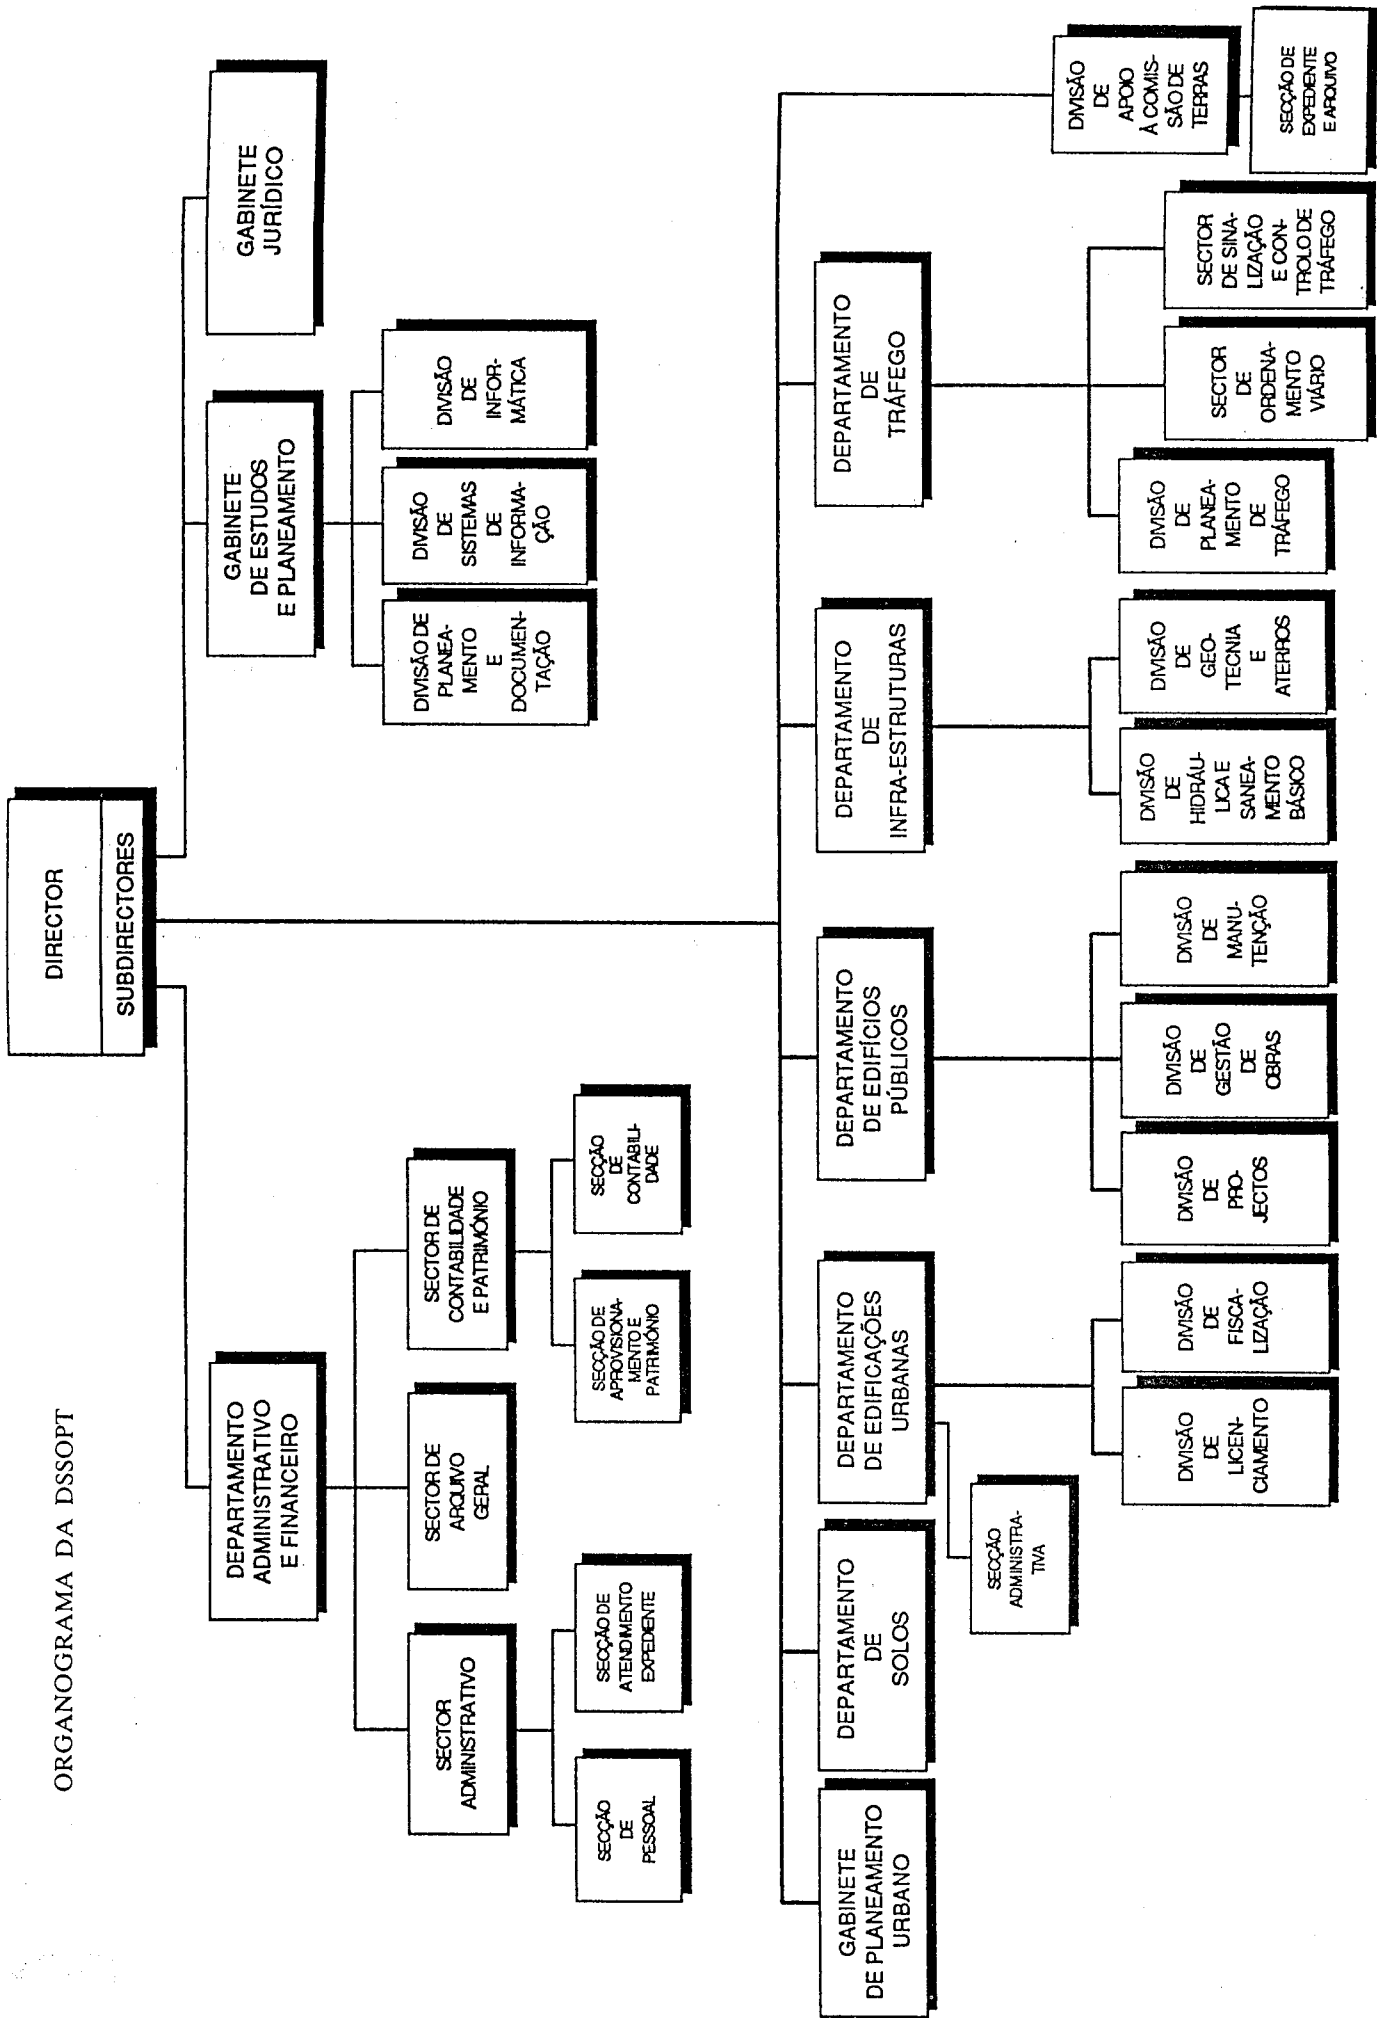 ORGANOGRAMA DA DSSOPT
DIRECTOR
SUBDIRECTORES
DEPARTAMENTO
ADMINISTRATIVO
E FINANCEIRO
GABINETE
DE ESTUDOS
E PLANEAMENTO
GABINETE
JURÍDICO
SECTOR
ADMINISTRATIVO
SECTOR DE
ARQUIVO
GERAL
SECTOR DE
CONTABILIDADE
E PATRIMÓNIO
DIVISÃO DE
PLANEA-
MENTO
E
DOCUMEN-
TAÇÃO
DIVISÃO
DE
SISTEMAS
DE
INFORMA-
ÇÃO
DIVISÃO
DE
INFOR-
MÁTICA
SECÇÃO
DE
PESSOAL
SECÇÃO DE
ATENDIMENTO
EXPEDIENTE
SECÇÃO DE
APROVISIONA-
MENTO E
PATRIMÓNIO
SECÇÃO
DE
CONTABILI-
DADE
GABINETE
DE PLANEAMENTO
URBANO
DEPARTAMENTO
DE
SOLOS
DEPARTAMENTO
DE EDIFICAÇÕES
URBANAS
DEPARTAMENTO
DE EDIFÍCIOS
PÚBLICOS
DEPARTAMENTO
DE
INFRA-ESTRUTURAS
DEPARTAMENTO
DE
TRÁFEGO
SECÇÃO
ADMINISTRA-
TIVA
DIVISÃO
DE
APOIO
À COMIS-
SÃO DE
TERRAS
DIVISÃO
DE
LICEN-
CIAMENTO
DIVISÃO
DE
FISCA-
LIZAÇÃO
DIVISÃO
DE
PRO-
JECTOS
DIVISÃO
DE
GESTÃO
DE
OBRAS
DIVISÃO
DE
MANU-
TENÇÃO
DIVISÃO
DE
HIDRÁU-
LICA E
SANEA-
MENTO
BÁSICO
DIVISÃO
DE
GEO-
TECNIA
E
ATERROS
DIVISÃO
DE
PLANEA-
MENTO
DE
TRÁFEGO
SECTOR
DE
ORDENA-
MENTO
VIÁRIO
SECTOR
DE SINA-
LIZAÇÃO
E CON-
TROLO DE
TRÁFEGO
SECÇÃO DE
EXPEDIENTE
E ARQUIVO